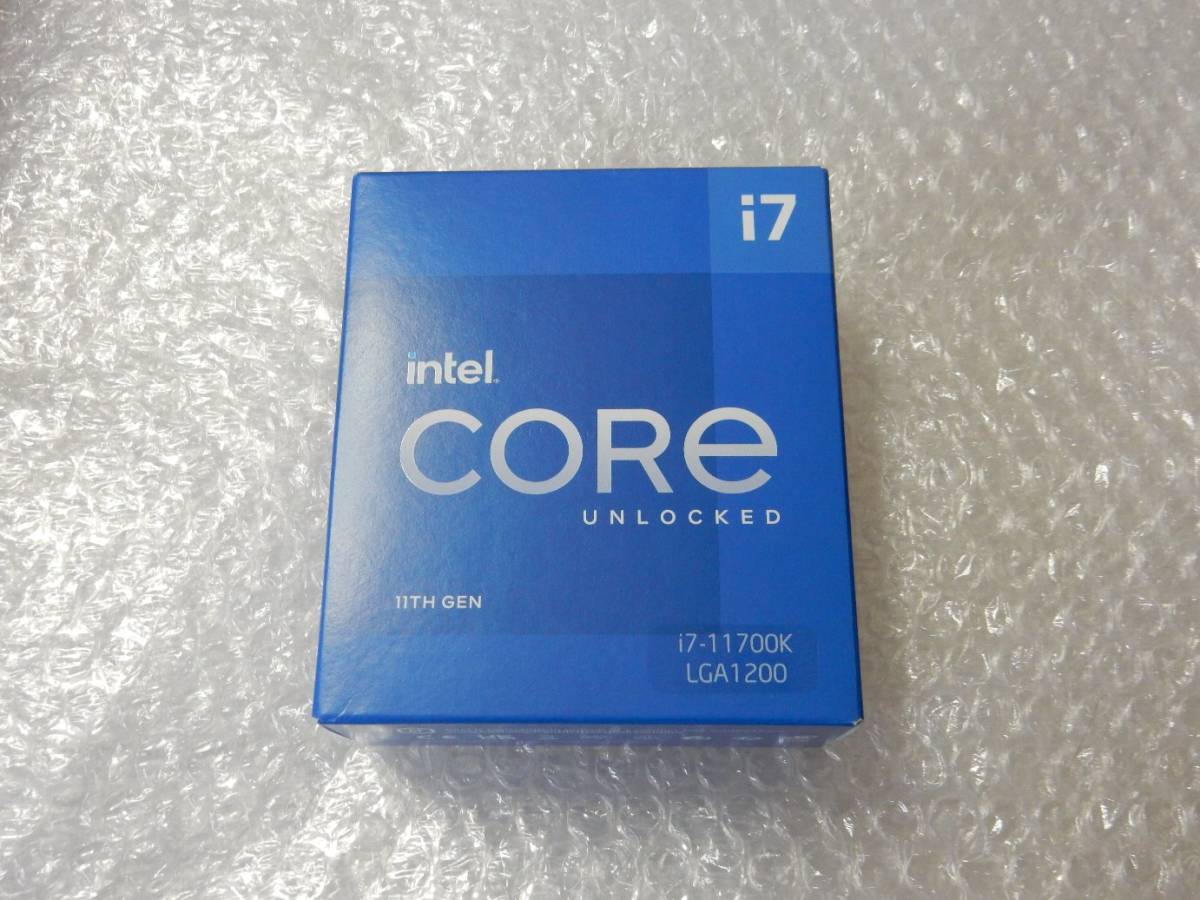 i7
intel
CORE
UNLOCKED
11TH GEN
i7-11700K
LGA1200